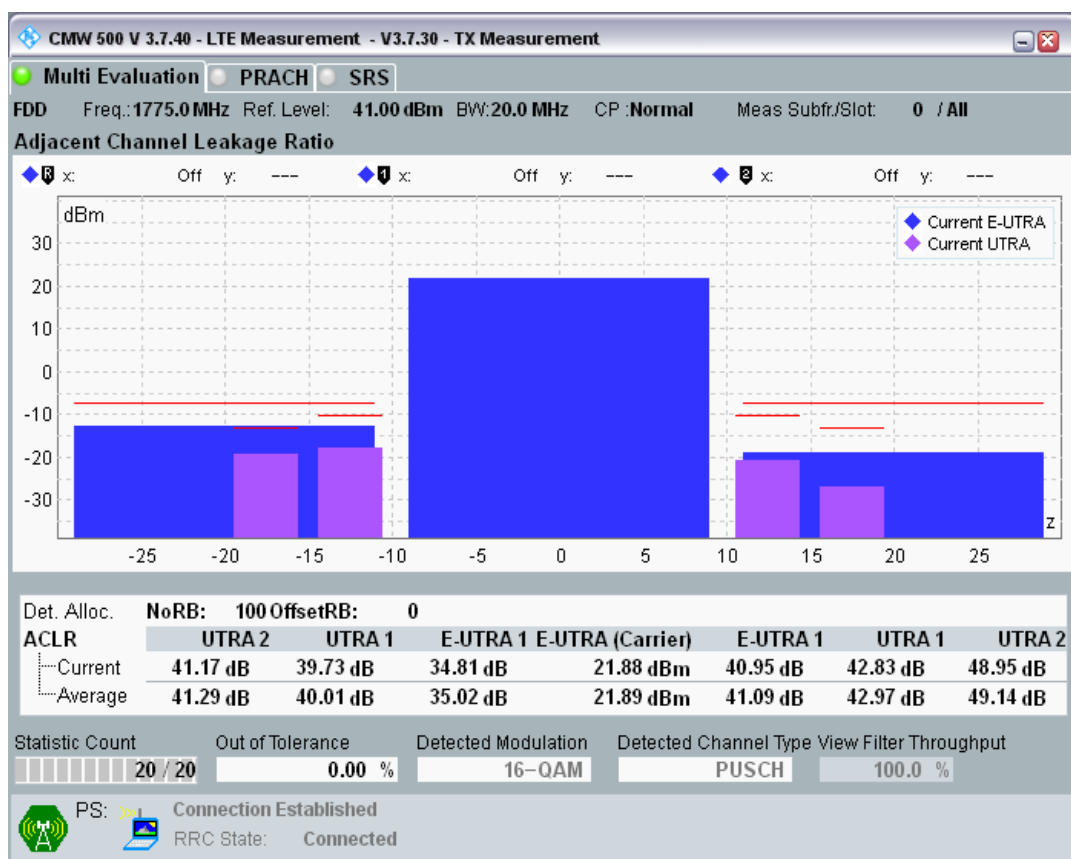 CMW 500 V 3.7.40 - LTE Measurement - V3.7.30 - TX Measurement
Multi Evaluation PRACH SRS
FDD Freq.: 1775.0 MHz Ref. Level: 41.00 dBm BW: 20.0 MHz CP :Normal Meas Subfr./Slot: 0 / All
Adjacent Channel Leakage Ratio
R x: Off y: --- 1 x: Off y: --- 2 x: Off y: ---
dBm
Current E-UTRA
Current UTRA
30
20
10
0
-10
-20
-30
z
-25 -20 -15 -10 -5 0 5 10 15 20 25
Det. Alloc. NoRB: 100 OffsetRB: 0
ACLR UTRA 2 UTRA 1 E-UTRA 1 E-UTRA (Carrier) E-UTRA 1 UTRA 1 UTRA 2
Current 41.17 dB 39.73 dB 34.81 dB 21.88 dBm 40.95 dB 42.83 dB 48.95 dB
Average 41.29 dB 40.01 dB 35.02 dB 21.89 dBm 41.09 dB 42.97 dB 49.14 dB
Statistic Count Out of Tolerance Detected Modulation Detected Channel Type View Filter Throughput
20 / 20 0.00 % 16-QAM PUSCH 100.0 %
PS: Connection Established
RRC State: Connected